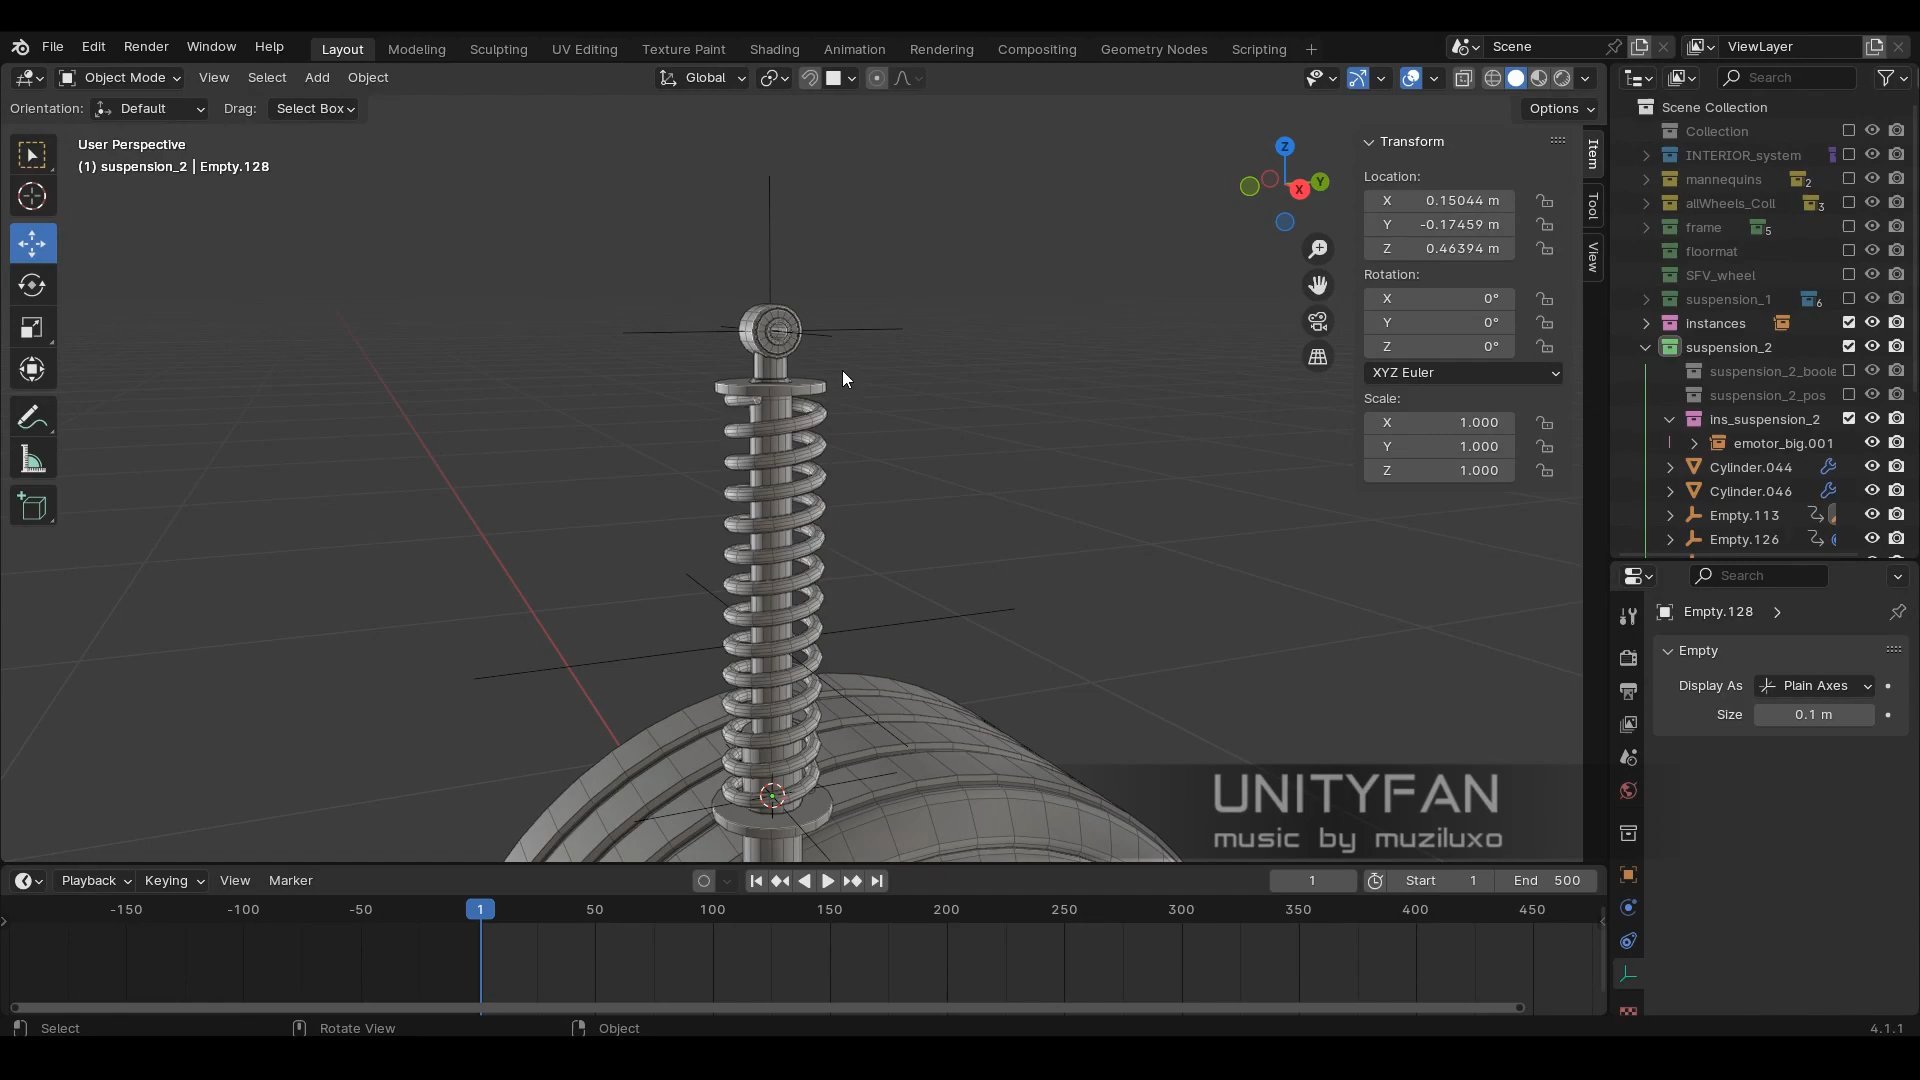 File Edit Render Window Help Layout Modeling Sculpting UV Editing Texture Paint Shading Animation Rendering Compositing Geometry Nodes Scripting + Scene ViewLayer
Object Mode View Select Add Object Global Search
Orientation: Default Drag: Select Box Options
User Perspective
(1) suspension_2 | Empty.128
Z
Y
X
Transform
Location:
X 0.15044 m
Y -0.17459 m
Z 0.46394 m
Rotation:
X 0°
Y 0°
Z 0°
XYZ Euler
Scale:
X 1.000
Y 1.000
Z 1.000
Item
Tool
View
Scene Collection
Collection
INTERIOR_system
mannequins 2
allWheels_Coll 3
frame 5
floormat
SFV_wheel
suspension_1 6
instances
suspension_2
suspension_2_boole
suspension_2_pos
ins_suspension_2
emotor_big.001
Cylinder.044
Cylinder.046
Empty.113
Empty.126
Search
Empty.128
Empty
Display As Plain Axes
Size 0.1 m
UNITYFAN
music by muziluxo
Playback Keying View Marker 1 Start 1 End 500
-150 -100 -50 1 50 100 150 200 250 300 350 400 450
Select Rotate View Object 4.1.1